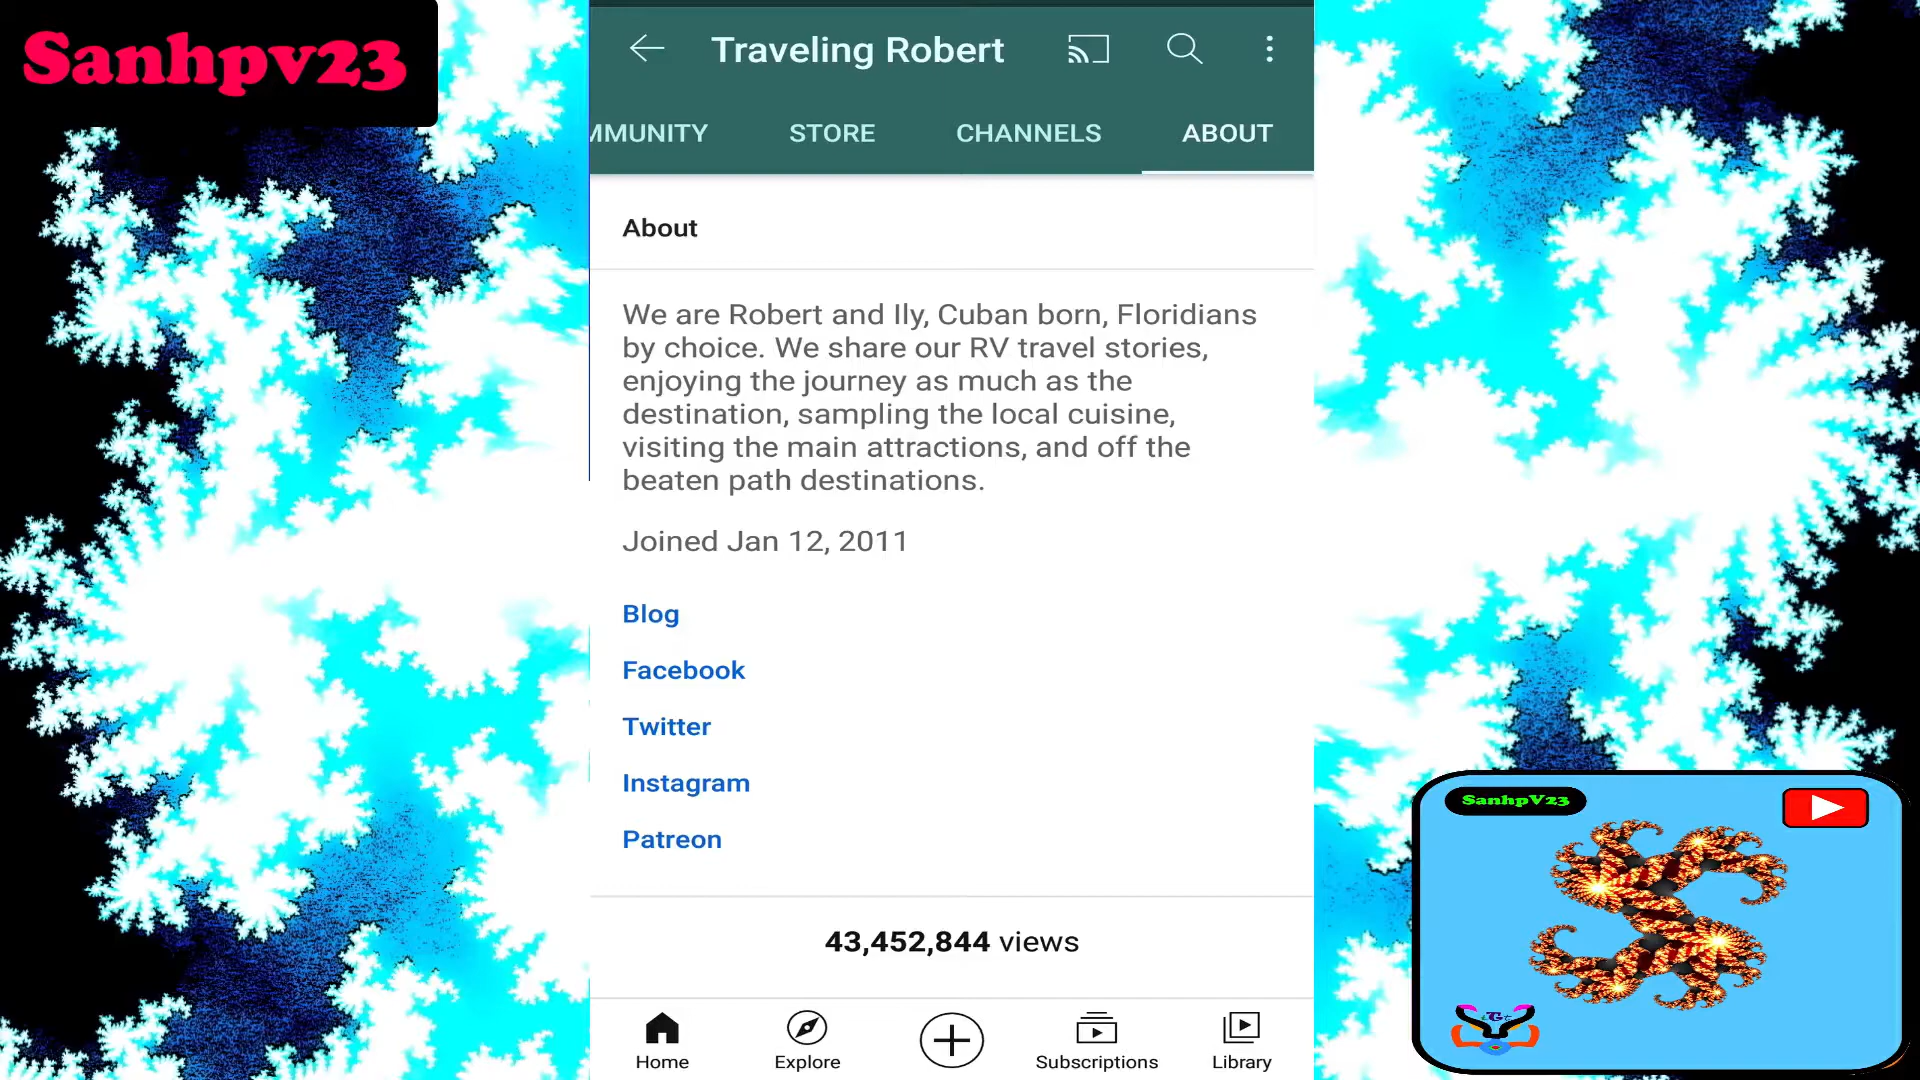 Sanhpv23
Traveling Robert
MMUNITY STORE CHANNELS ABOUT
About
We are Robert and Ily, Cuban born, Floridians
by choice. We share our RV travel stories,
enjoying the journey as much as the
destination, sampling the local cuisine,
visiting the main attractions, and off the
beaten path destinations.
Joined Jan 12, 2011
Blog
Facebook
Twitter
Instagram
Patreon
43,452,844 views
Home Explore Subscriptions Library
SanhpV23